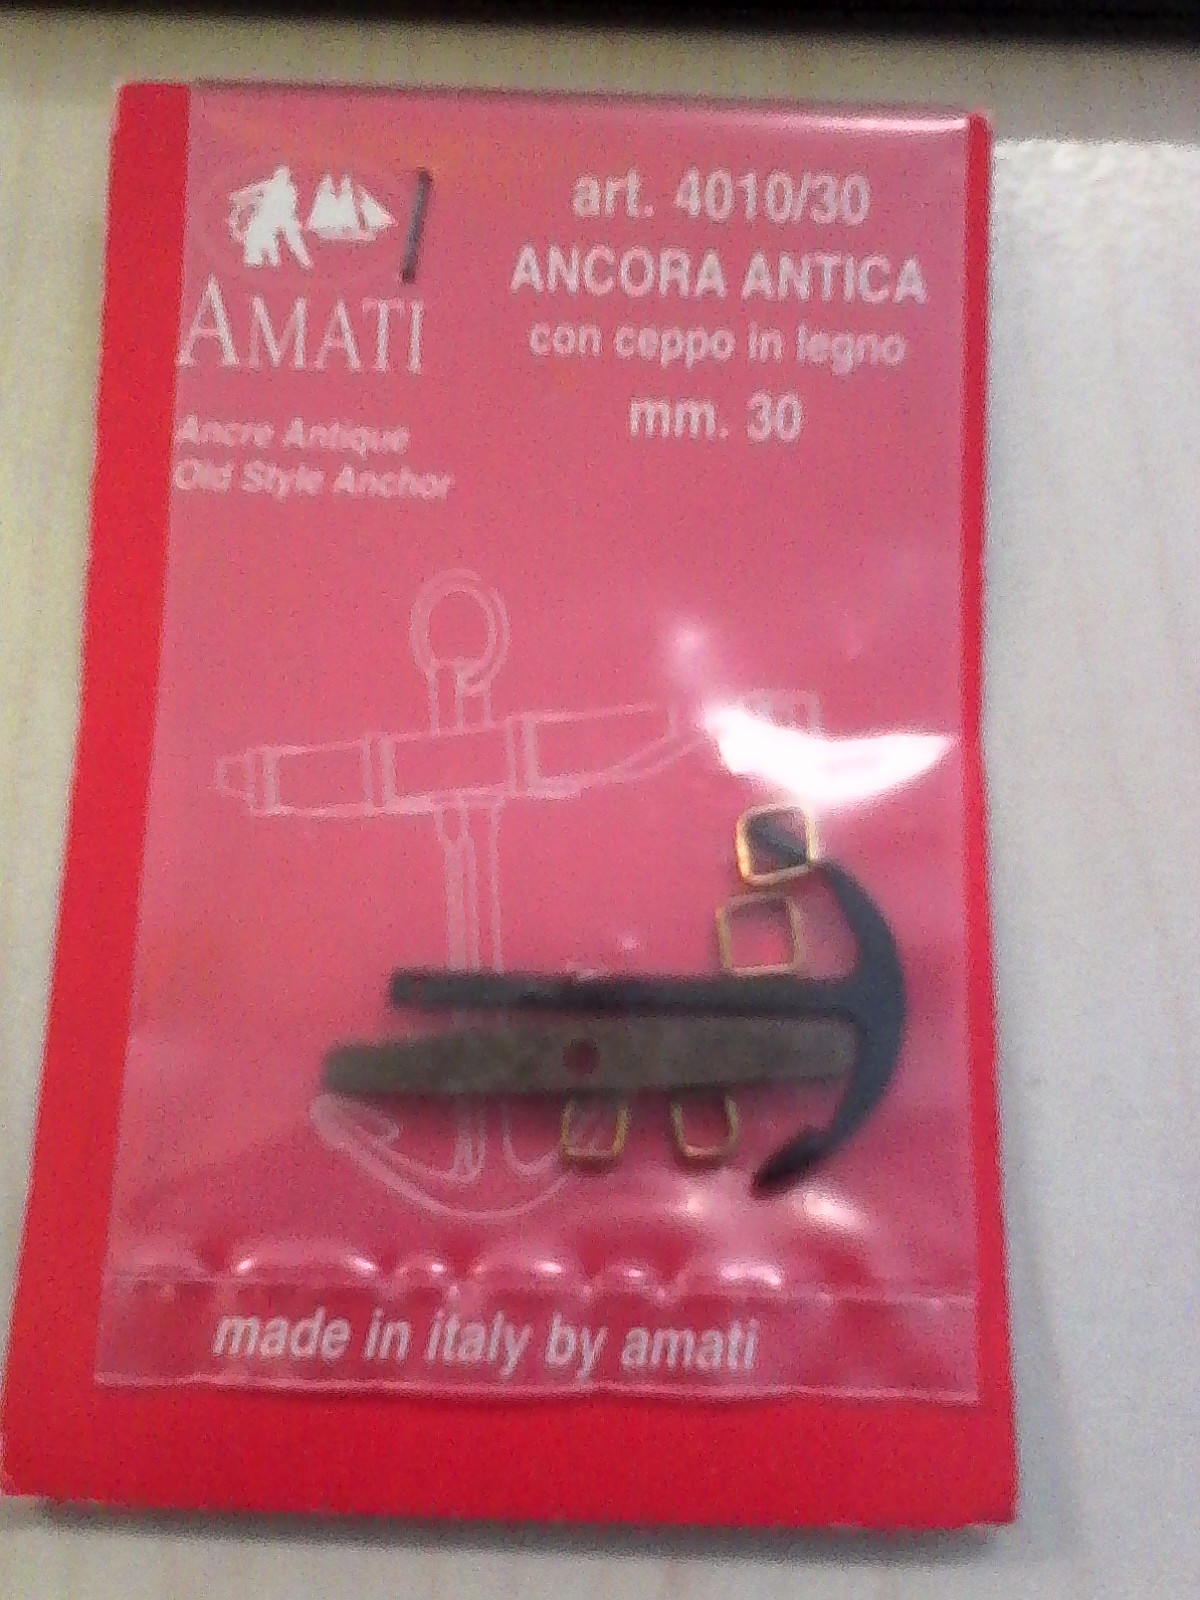 AMATI
Ancre Antique
Old Style Anchor
art. 4010/30
ANCORA ANTICA
con ceppo in legno
mm. 30
made in italy by amati